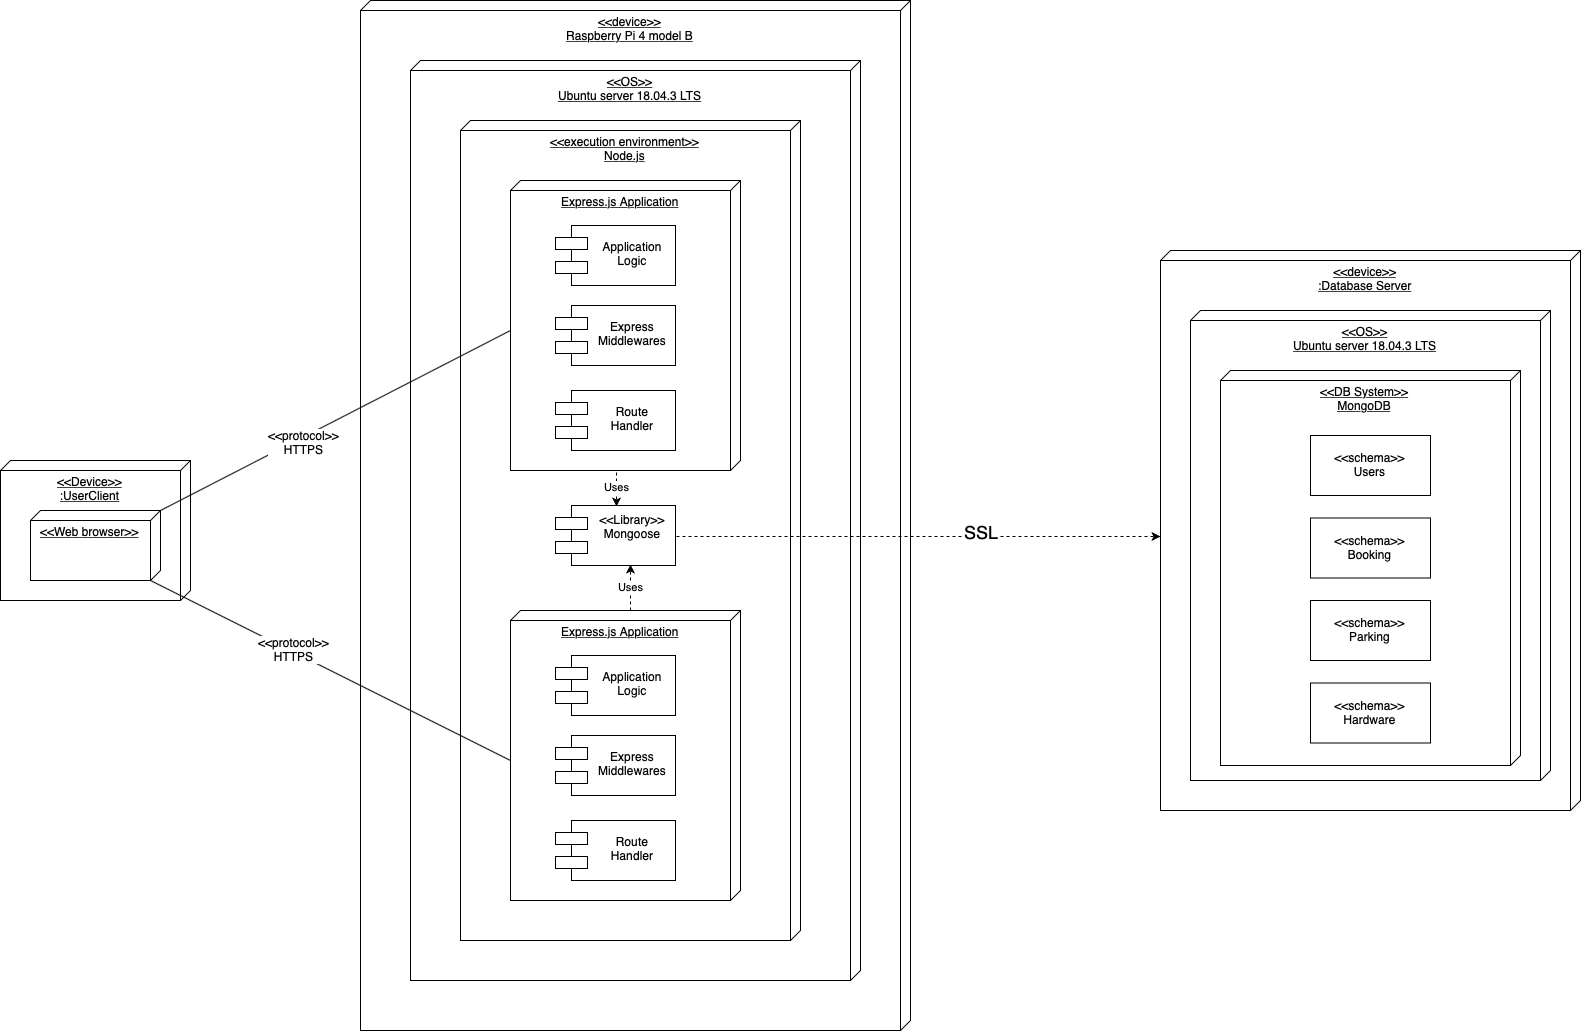 <<device>>
Raspberry Pi 4 model B
<<OS>>
Ubuntu server 18.04.3 LTS
<<execution environment>>
Node.js
Express.js Application
Application
Logic
Express
Middlewares
Route
Handler
Uses
<<Library>>
Mongoose
Uses
Express.js Application
Application
Logic
Express
Middlewares
Route
Handler
<<protocol>>
HTTPS
<<Device>>
:UserClient
<<Web browser>>
<<protocol>>
HTTPS
SSL
<<device>>
:Database Server
<<OS>>
Ubuntu server 18.04.3 LTS
<<DB System>>
MongoDB
<<schema>>
Users
<<schema>>
Booking
<<schema>>
Parking
<<schema>>
Hardware